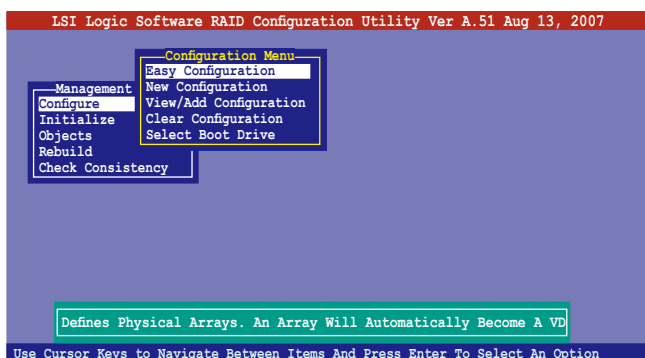 LSI Logic Software RAID Configuration Utility Ver A.51 Aug 13, 2007
Configuration Menu
Easy Configuration
New Configuration
View/Add Configuration
Clear Configuration
Select Boot Drive
Management
Configure
Initialize
Objects
Rebuild
Check Consistency
Defines Physical Arrays. An Array Will Automatically Become A VD
Use Cursor Keys to Navigate Between Items And Press Enter To Select An Option